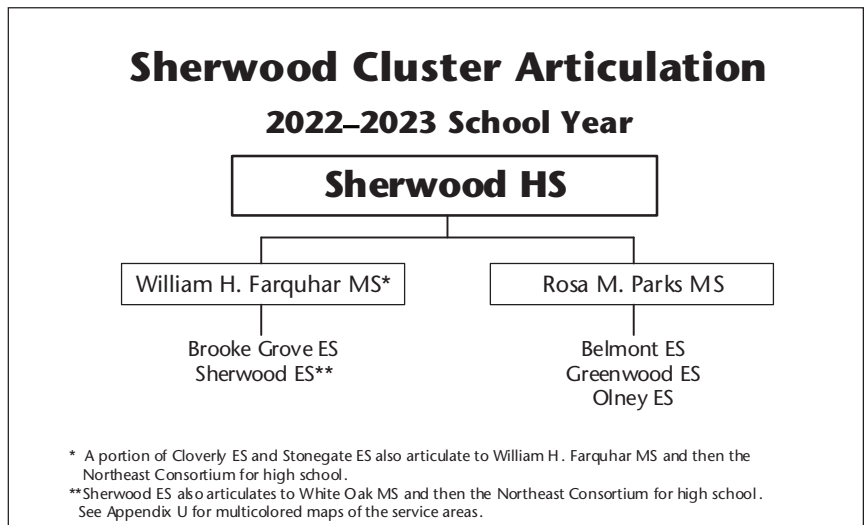 Sherwood Cluster Articulation
2022–2023 School Year
Sherwood HS
William H. Farquhar MS*
Rosa M. Parks MS
Brooke Grove ES
Sherwood ES**
Belmont ES
Greenwood ES
Olney ES
* A portion of Cloverly ES and Stonegate ES also articulate to William H. Farquhar MS and then the
Northeast Consortium for high school.
**Sherwood ES also articulates to White Oak MS and then the Northeast Consortium for high school.
See Appendix U for multicolored maps of the service areas.